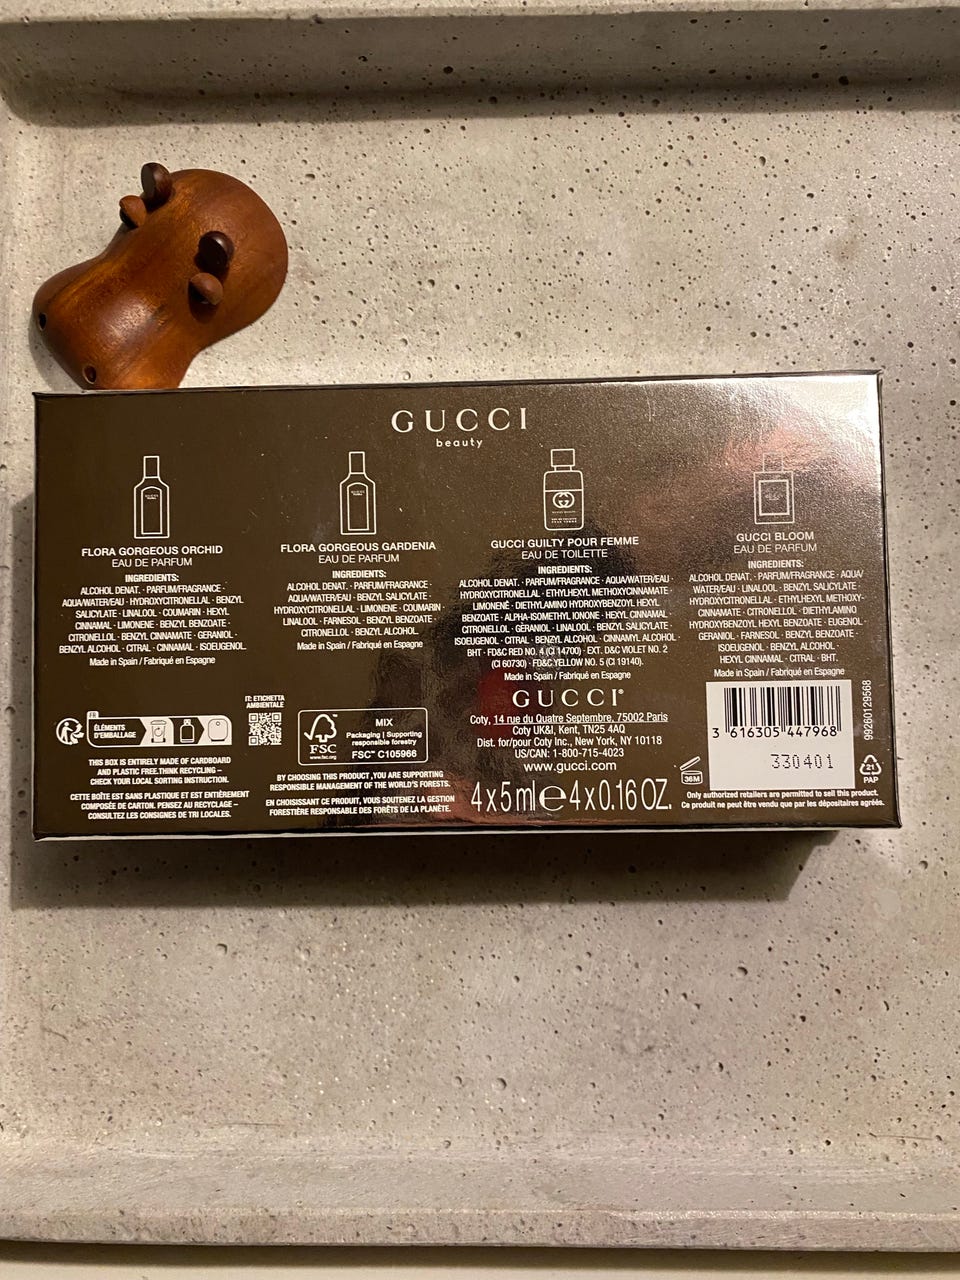 GUCCI
beauty
FLORA GORGEOUS ORCHID
EAU DE PARFUM
INGREDIENTS:
ALCOHOL DENAT. · PARFUM/FRAGRANCE ·
AQUA/WATER/EAU · HYDROXYCITRONELLAL · BENZYL
SALICYLATE · LINALOOL · COUMARIN · HEXYL
CINNAMAL · LIMONENE · BENZYL BENZOATE ·
CITRONELLOL · BENZYL CINNAMATE · GERANIOL ·
BENZYL ALCOHOL · CITRAL · CINNAMAL · ISOEUGENOL.
Made in Spain / Fabriqué en Espagne
FLORA GORGEOUS GARDENIA
EAU DE PARFUM
INGREDIENTS:
ALCOHOL DENAT. · PARFUM/FRAGRANCE ·
AQUA/WATER/EAU · BENZYL SALICYLATE ·
HYDROXYCITRONELLAL · LIMONENE · COUMARIN ·
LINALOOL · FARNESOL · BENZYL BENZOATE ·
CITRONELLOL · BENZYL ALCOHOL.
Made in Spain / Fabriqué en Espagne
GUCCI GUILTY POUR FEMME
EAU DE TOILETTE
INGREDIENTS:
ALCOHOL DENAT. · PARFUM/FRAGRANCE · AQUA/WATER/EAU ·
HYDROXYCITRONELLAL · ETHYLHEXYL METHOXYCINNAMATE ·
LIMONENE · DIETHYLAMINO HYDROXYBENZOYL HEXYL
BENZOATE · ALPHA-ISOMETHYL IONONE · HEXYL CINNAMAL ·
CITRONELLOL · GERANIOL · LINALOOL · BENZYL SALICYLATE ·
ISOEUGENOL · CITRAL · BENZYL ALCOHOL · CINNAMYL ALCOHOL ·
BHT · FD&C RED NO. 4 (CI 14700) · EXT. D&C VIOLET NO. 2
(CI 60730) · FD&C YELLOW NO. 5 (CI 19140).
Made in Spain / Fabriqué en Espagne
GUCCI BLOOM
EAU DE PARFUM
INGREDIENTS:
ALCOHOL DENAT. · PARFUM/FRAGRANCE · AQUA/
WATER/EAU · LINALOOL · BENZYL SALICYLATE ·
HYDROXYCITRONELLAL · ETHYLHEXYL METHOXY-
CINNAMATE · CITRONELLOL · DIETHYLAMINO
HYDROXYBENZOYL HEXYL BENZOATE · EUGENOL ·
GERANIOL · FARNESOL · BENZYL BENZOATE ·
ISOEUGENOL · BENZYL ALCOHOL ·
HEXYL CINNAMAL · CITRAL · BHT.
Made in Spain / Fabriqué en Espagne
FR
ÉLÉMENTS
D'EMBALLAGE
IT: ETICHETTA
AMBIENTALE
THIS BOX IS ENTIRELY MADE OF CARDBOARD
AND PLASTIC FREE.THINK RECYCLING –
CHECK YOUR LOCAL SORTING INSTRUCTION.
CETTE BOÎTE EST SANS PLASTIQUE ET EST ENTIÈREMENT
COMPOSÉE DE CARTON. PENSEZ AU RECYCLAGE –
CONSULTEZ LES CONSIGNES DE TRI LOCALES.
FSC
www.fsc.org
MIX
Packaging | Supporting
responsible forestry
FSC™ C105966
BY CHOOSING THIS PRODUCT, YOU ARE SUPPORTING
RESPONSIBLE MANAGEMENT OF THE WORLD'S FORESTS.
EN CHOISISSANT CE PRODUIT, VOUS SOUTENEZ LA GESTION
FORESTIÈRE RESPONSABLE DES FORÊTS DE LA PLANÈTE.
GUCCI®
Coty, 14 rue du Quatre Septembre, 75002 Paris
Coty UK&I, Kent, TN25 4AQ
Dist. for/pour Coty Inc., New York, NY 10118
US/CAN: 1-800-715-4023
www.gucci.com
4x5ml e 4x0.16 OZ.
36M
3 616305 447968
330401
99260129568
21
PAP
Only authorized retailers are permitted to sell this product.
Ce produit ne peut être vendu que par les dépositaires agréés.